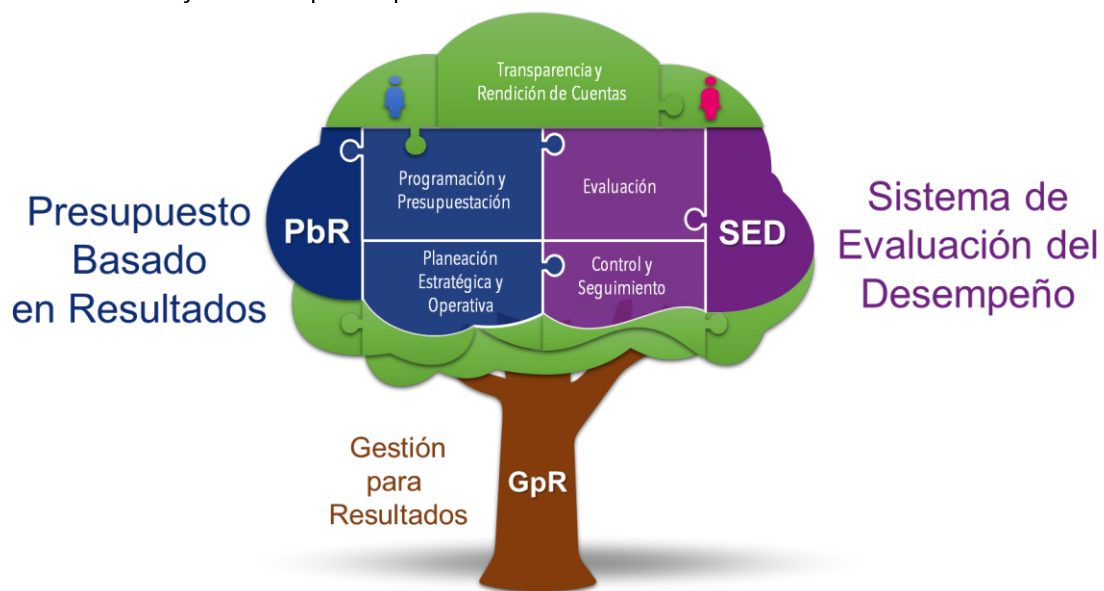 Transparencia y
Rendición de Cuentas
Presupuesto
Basado
en Resultados
PbR
Programación y
Presupuestación
Evaluación
SED
Sistema de
Evaluación del
Desempeño
Planeación
Estratégica y
Operativa
Control y
Seguimiento
Gestión
para
Resultados
GpR